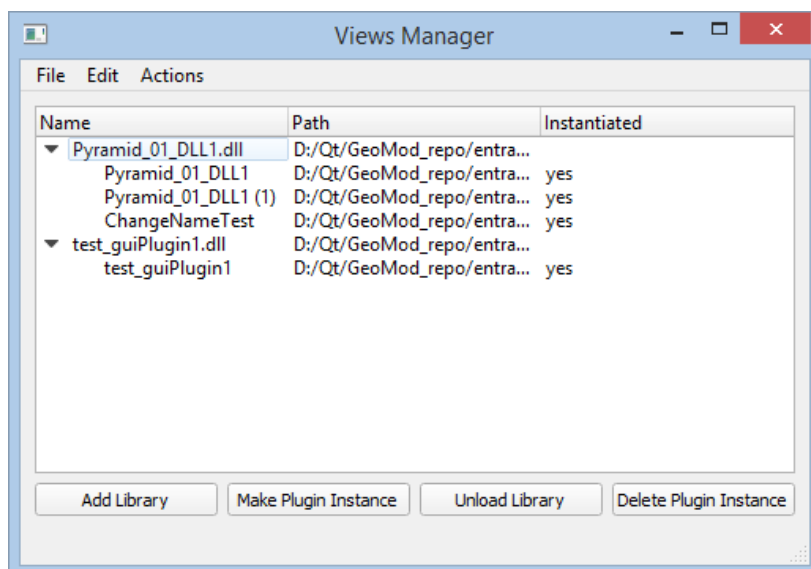 Views Manager
File Edit Actions
Name Path Instantiated
Pyramid_01_DLL1.dll D:/Qt/GeoMod_repo/entra...
Pyramid_01_DLL1 D:/Qt/GeoMod_repo/entra... yes
Pyramid_01_DLL1 (1) D:/Qt/GeoMod_repo/entra... yes
ChangeNameTest D:/Qt/GeoMod_repo/entra... yes
test_guiPlugin1.dll D:/Qt/GeoMod_repo/entra...
test_guiPlugin1 D:/Qt/GeoMod_repo/entra... yes
Add Library Make Plugin Instance Unload Library Delete Plugin Instance